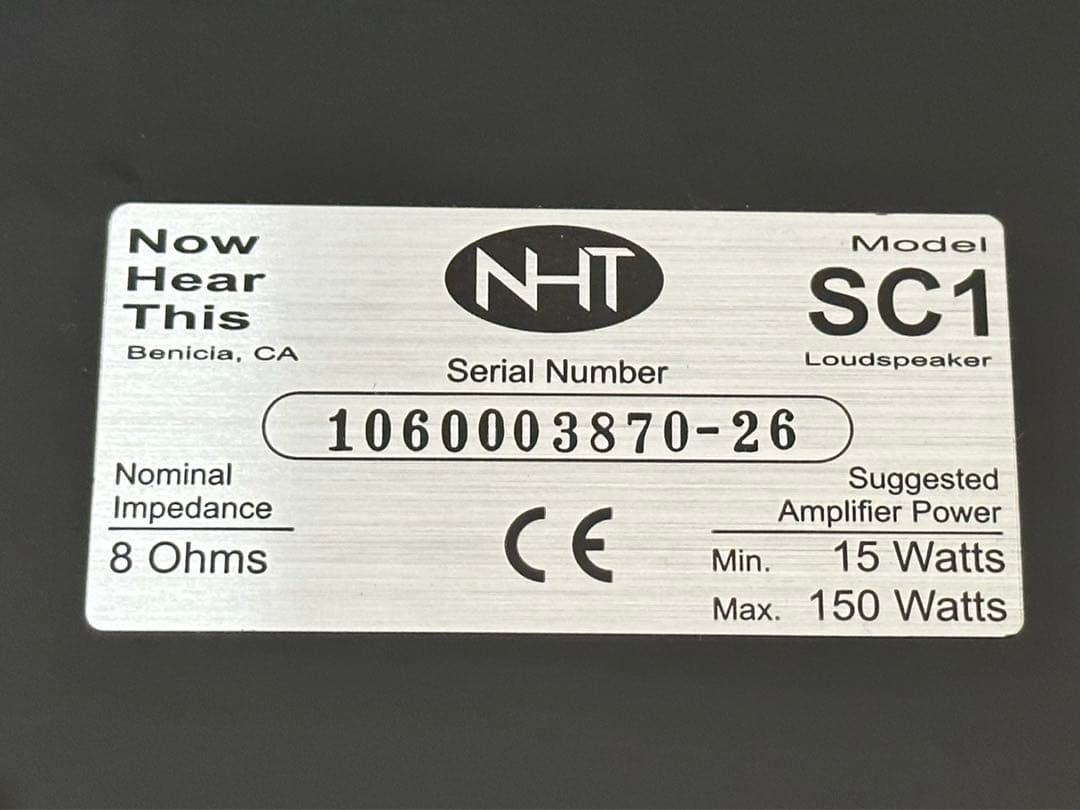 Now
Hear
This
Benicia, CA
NHT
Model
SC1
Loudspeaker
Serial Number
1060003870-26
Nominal
Impedance
8 Ohms
CE
Suggested
Amplifier Power
Min. 15 Watts
Max. 150 Watts